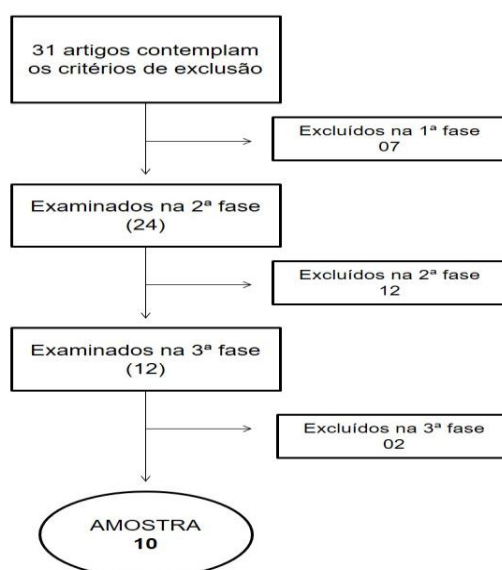 31 artigos contemplam
os critérios de exclusão
Excluídos na 1ª fase
07
Examinados na 2ª fase
(24)
Excluídos na 2ª fase
12
Examinados na 3ª fase
(12)
Excluídos na 3ª fase
02
AMOSTRA
10